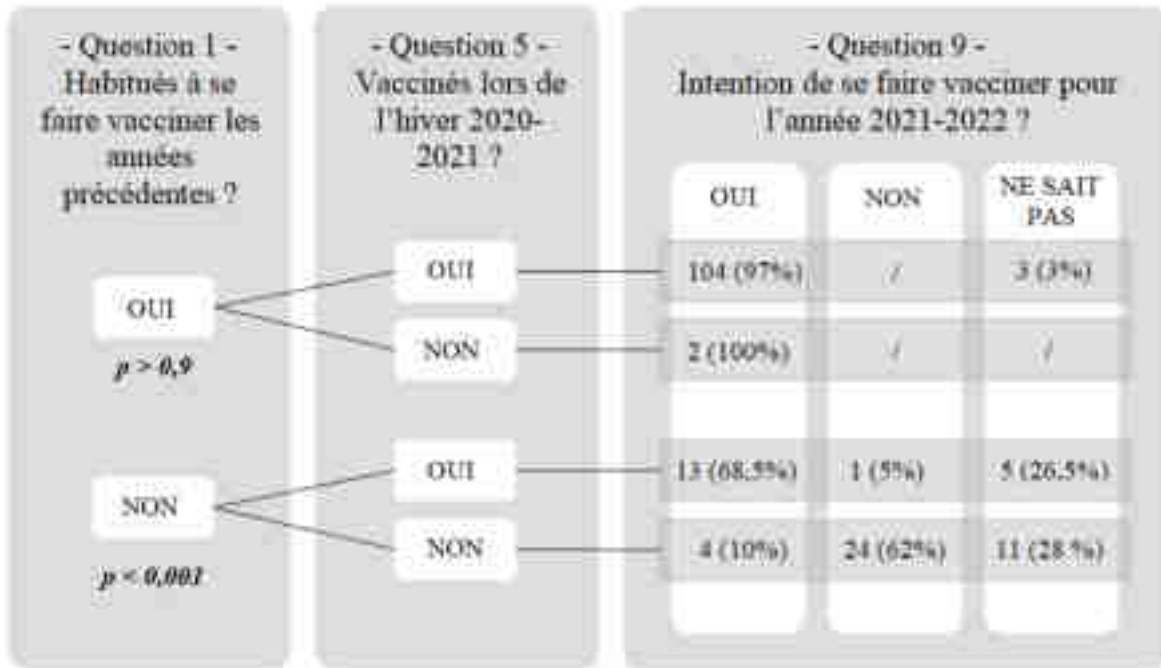 - Question 1 -
Habitués à se
faire vacciner les
années
précédentes ?
OUI
p > 0,9
NON
p < 0,001
- Question 5 -
Vaccinés lors de
l'hiver 2020-
2021 ?
OUI
NON
OUI
NON
- Question 9 -
Intention de se faire vacciner pour
l'année 2021-2022 ?
OUI NON NE SAIT
PAS
104 (97%) / 3 (3%)
2 (100%) / /
13 (68,5%) 1 (5%) 5 (26,5%)
4 (10%) 24 (62%) 11 (28 %)